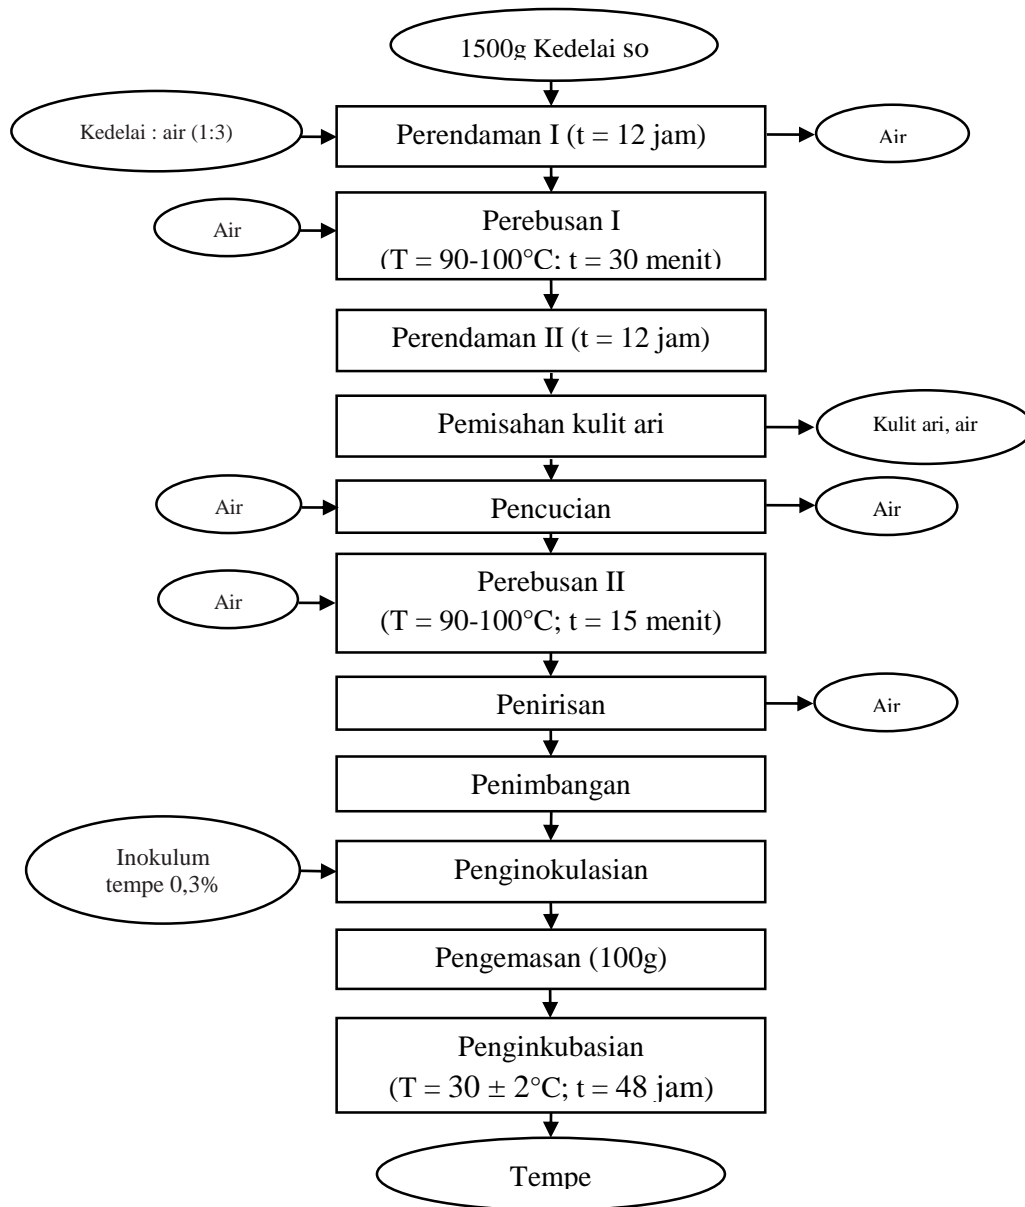 1500g Kedelai so
Kedelai : air (1:3)
Perendaman I (t = 12 jam)
Air
Air
Perebusan I
(T = 90-100°C; t = 30 menit)
Perendaman II (t = 12 jam)
Pemisahan kulit ari
Kulit ari, air
Air
Pencucian
Air
Air
Perebusan II
(T = 90-100°C; t = 15 menit)
Penirisan
Air
Penimbangan
Inokulum
tempe 0,3%
Penginokulasian
Pengemasan (100g)
Penginkubasian
(T = 30 ± 2°C; t = 48 jam)
Tempe